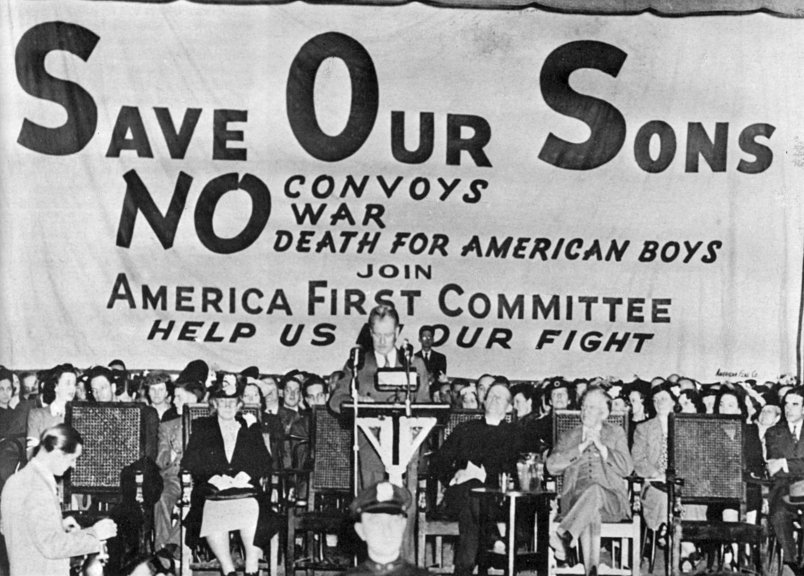 SAVE OUR SONS
NO CONVOYS
WAR
DEATH FOR AMERICAN BOYS
JOIN
AMERICA FIRST COMMITTEE
HELP US OUR FIGHT